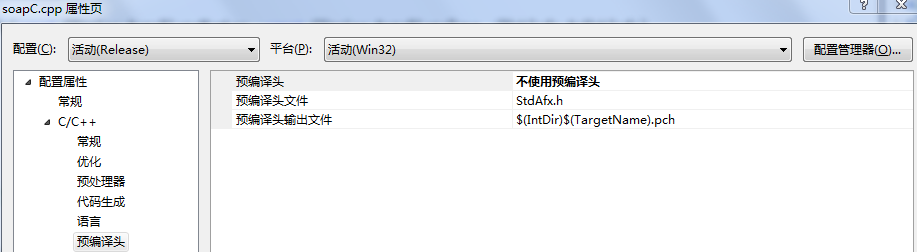 soapC.cpp 属性页
配置(C): 活动(Release) 平台(P): 活动(Win32) 配置管理器(O)...
配置属性
常规
C/C++
常规
优化
预处理器
代码生成
语言
预编译头
预编译头 不使用预编译头
预编译头文件 StdAfx.h
预编译头输出文件 $(IntDir)$(TargetName).pch